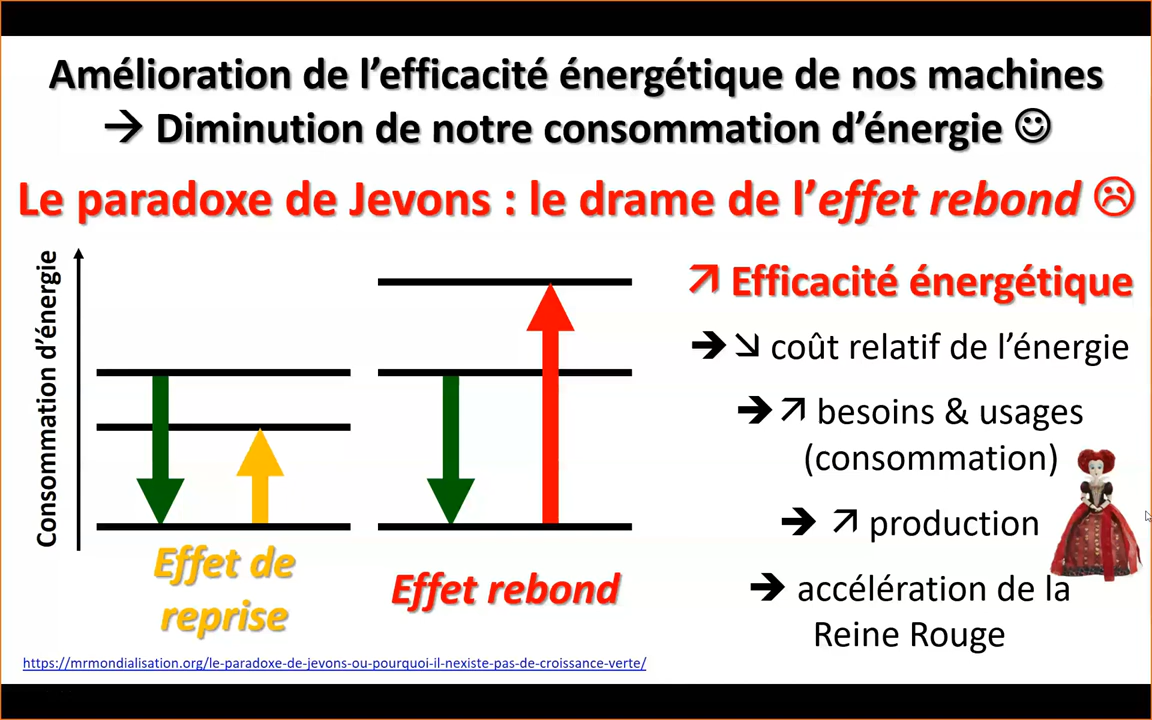 Amélioration de l’efficacité énergétique de nos machines
→ Diminution de notre consommation d’énergie ☺
Le paradoxe de Jevons : le drame de l’effet rebond ☹
Consommation d’énergie
Effet de
reprise
Effet rebond
↗ Efficacité énergétique
➔ ↘ coût relatif de l’énergie
➔ ↗ besoins & usages
(consommation)
➔ ↗ production
➔ accélération de la
Reine Rouge
https://mrmondialisation.org/le-paradoxe-de-jevons-ou-pourquoi-il-nexiste-pas-de-croissance-verte/